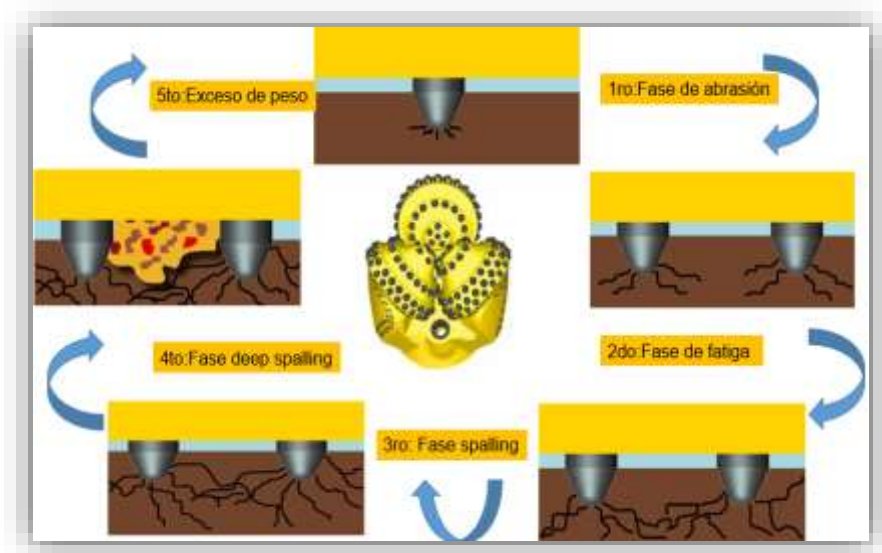 1ro:Fase de abrasión
2do:Fase de fatiga
3ro: Fase spalling
4to:Fase deep spalling
5to:Exceso de peso